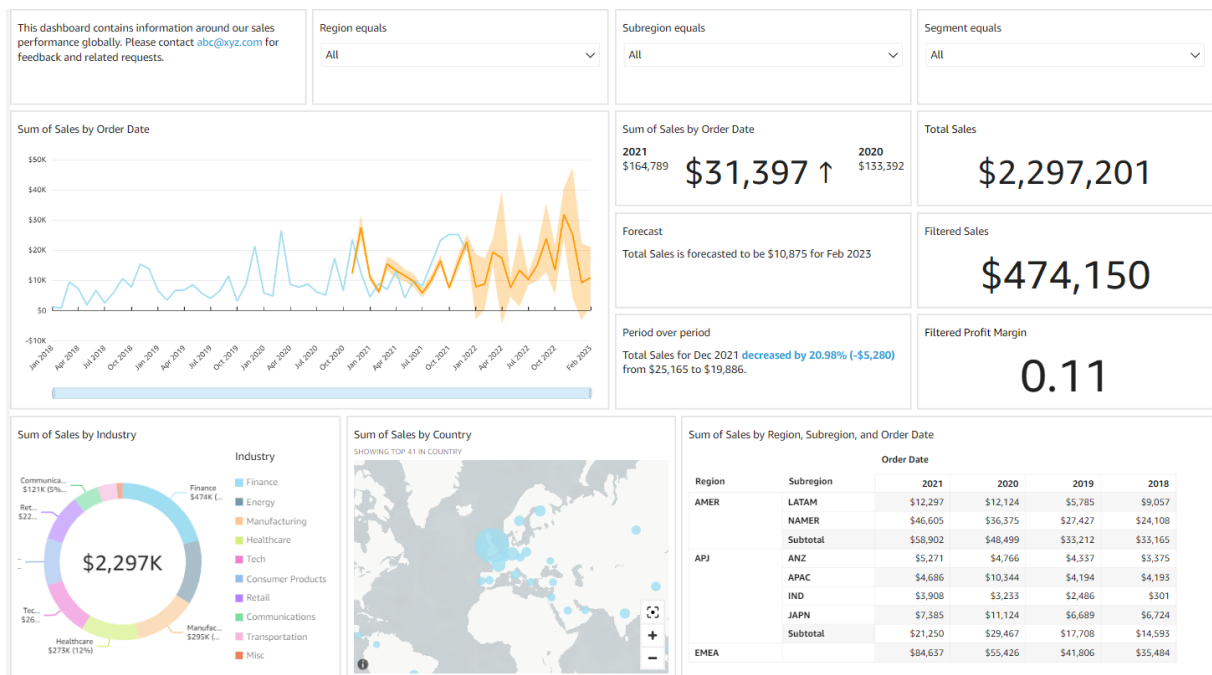 This dashboard contains information around our sales
performance globally. Please contact abc@xyz.com for
feedback and related requests.
Region equals
All
Subregion equals
All
Segment equals
All
Sum of Sales by Order Date
$50K
$40K
$30K
$20K
$10K
$0
-$10K
Jan 2018
Apr 2018
Jul 2018
Oct 2018
Jan 2019
Apr 2019
Jul 2019
Oct 2019
Jan 2020
Apr 2020
Jul 2020
Oct 2020
Jan 2021
Apr 2021
Jul 2021
Oct 2021
Jan 2022
Apr 2022
Jul 2022
Oct 2022
Feb 2023
Sum of Sales by Order Date
2021
$164,789
$31,397 ↑
2020
$133,392
Total Sales
$2,297,201
Forecast
Total Sales is forecasted to be $10,875 for Feb 2023
Filtered Sales
$474,150
Period over period
Total Sales for Dec 2021 decreased by 20.98% (-$5,280)
from $25,165 to $19,886.
Filtered Profit Margin
0.11
Sum of Sales by Industry
Communica...
$121K (5%...
Ret...
$22...
Tec...
$26...
Healthcare
$273K (12%)
Manufac...
$295K (...
Finance
$474K (...
$2,297K
Industry
Finance
Energy
Manufacturing
Healthcare
Tech
Consumer Products
Retail
Communications
Transportation
Misc
Sum of Sales by Country
SHOWING TOP 41 IN COUNTRY
Sum of Sales by Region, Subregion, and Order Date
Order Date
Region Subregion 2021 2020 2019 2018
AMER LATAM $12,297 $12,124 $5,785 $9,057
NAMER $46,605 $36,375 $27,427 $24,108
Subtotal $58,902 $48,499 $33,212 $33,165
APJ ANZ $5,271 $4,766 $4,337 $3,375
APAC $4,686 $10,344 $4,194 $4,193
IND $3,908 $3,233 $2,486 $301
JAPN $7,385 $11,124 $6,689 $6,724
Subtotal $21,250 $29,467 $17,708 $14,593
EMEA $84,637 $55,426 $41,806 $35,484